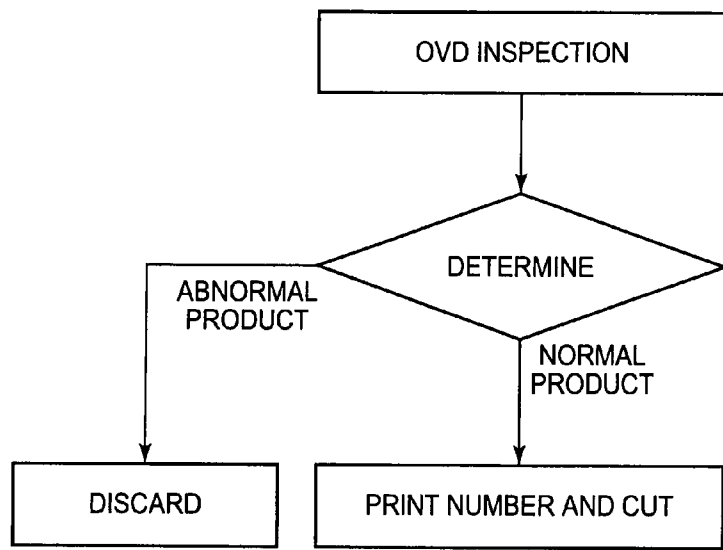 OVD INSPECTION
DETERMINE
ABNORMAL
PRODUCT
NORMAL
PRODUCT
DISCARD
PRINT NUMBER AND CUT